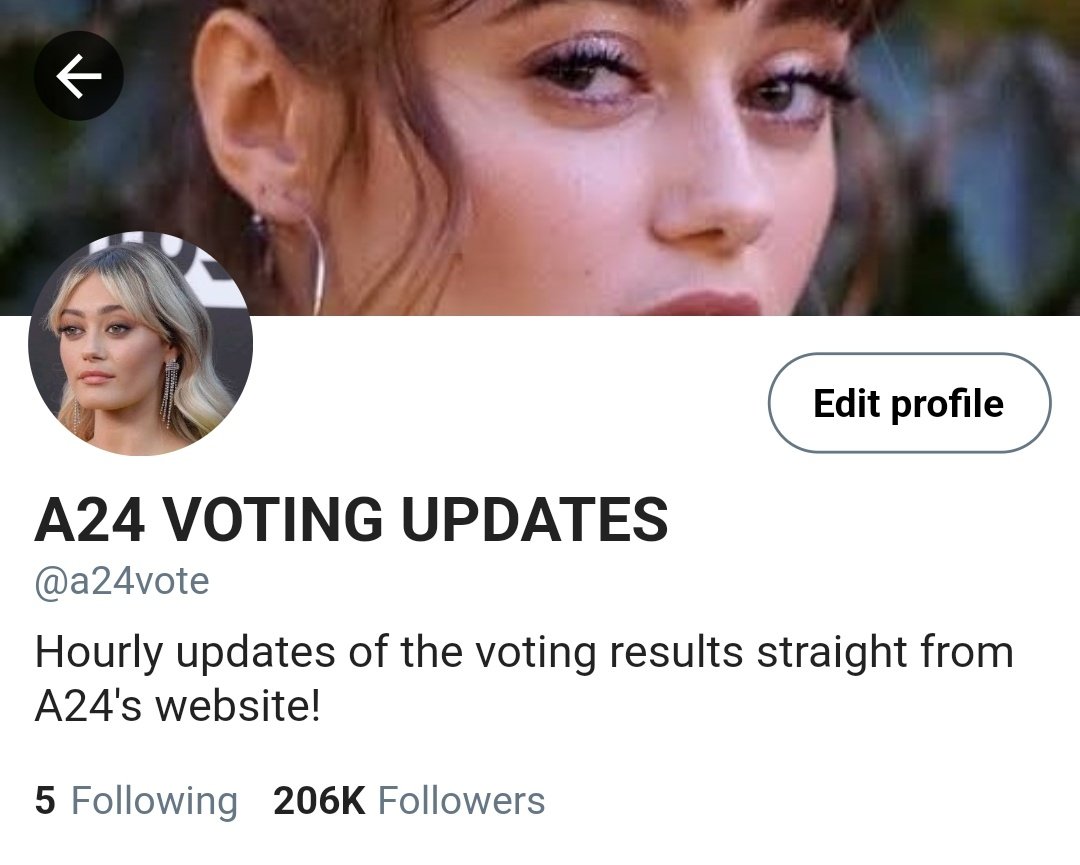 Edit profile
A24 VOTING UPDATES
@a24vote
Hourly updates of the voting results straight from
A24's website!
5 Following 206K Followers